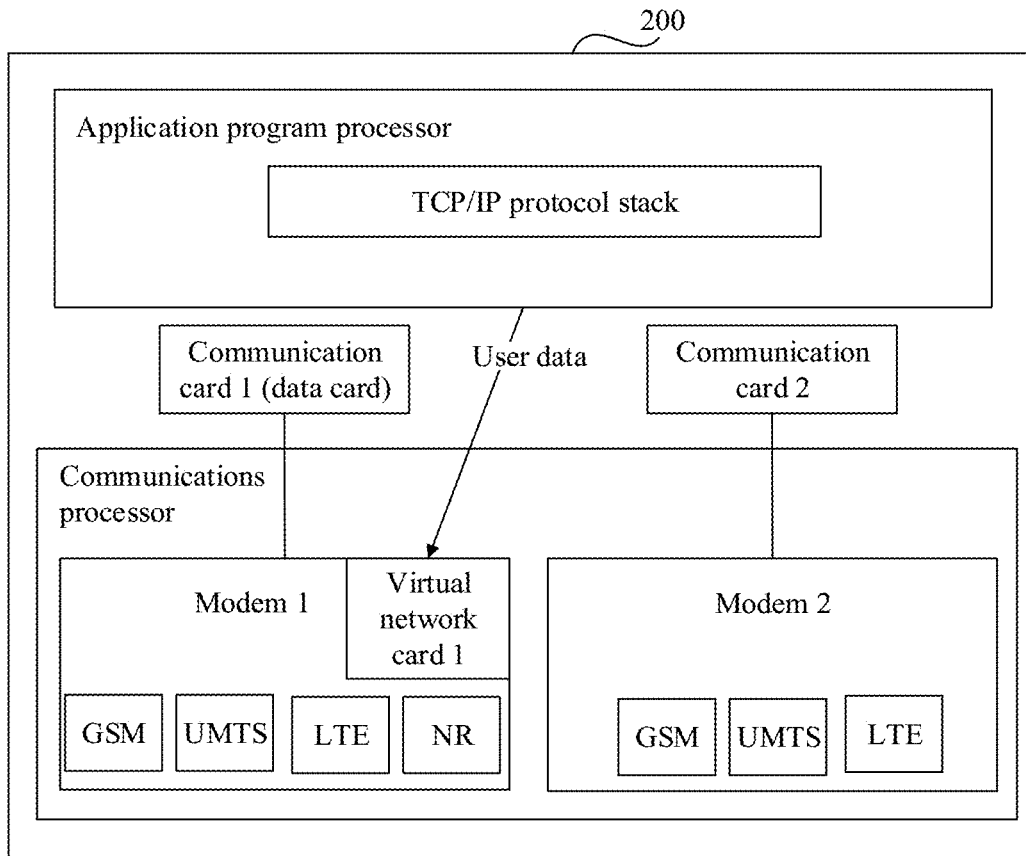 200
Application program processor
TCP/IP protocol stack
Communication
card 1 (data card)
User data
Communication
card 2
Communications
processor
Modem 1
Virtual
network
card 1
Modem 2
GSM
UMTS
LTE
NR
GSM
UMTS
LTE